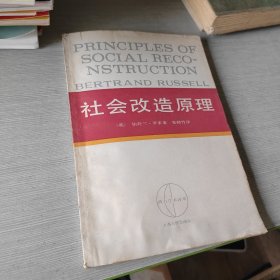 PRINCIPLES OF
SOCIAL RECO-
NSTRUCTION
BERTRAND RUSSELL
社会改造原理